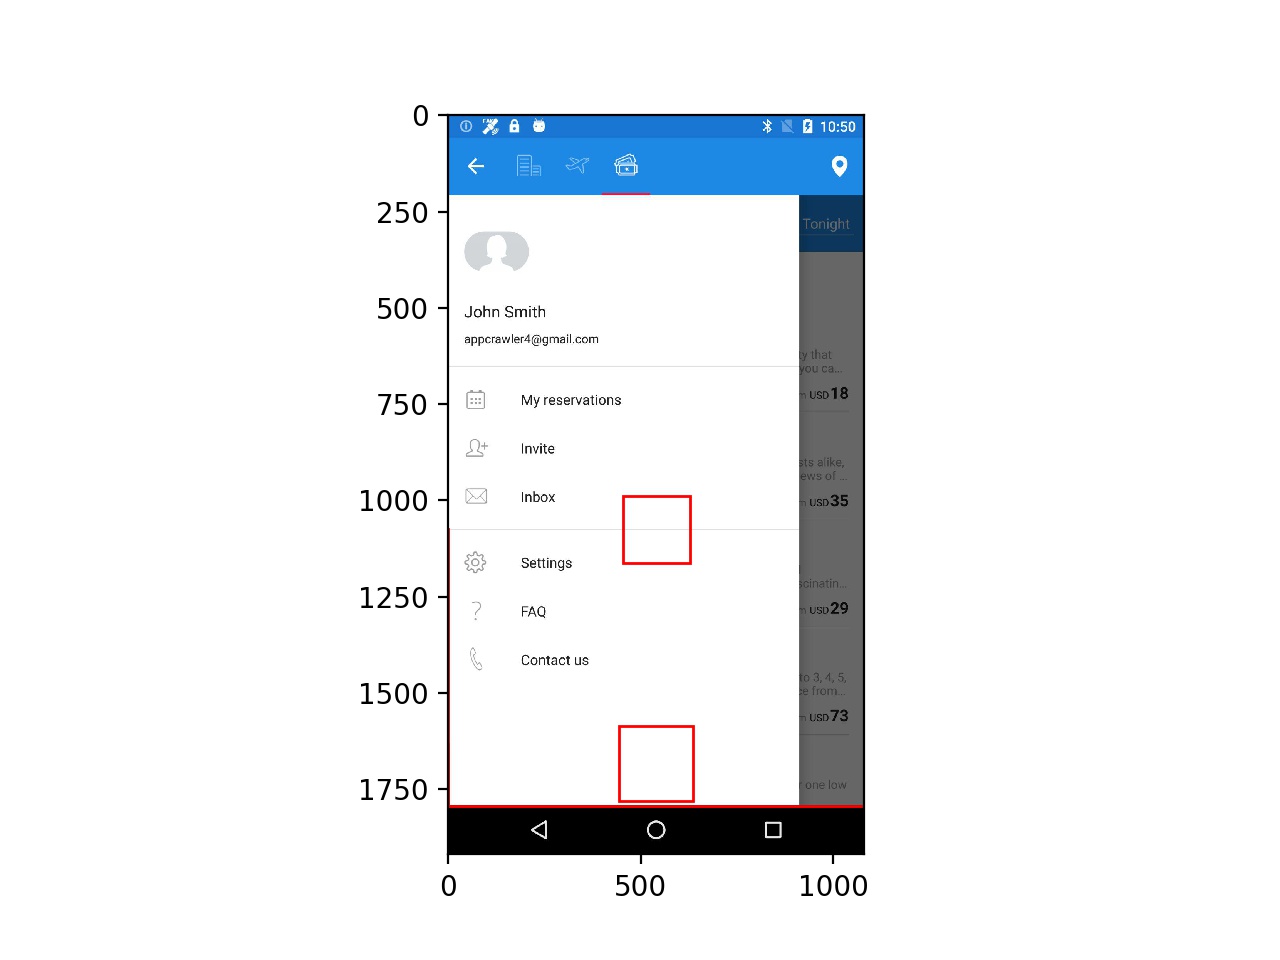 0
10:50
250
Tonight
500
John Smith
appcrawler4@gmail.com
ty that
you ca...
750
My reservations
USD 18
Invite
sts alike,
ews of ...
1000
Inbox
USD 35
Settings
scinatin...
1250
FAQ
USD 29
Contact us
to 3, 4, 5,
ce from...
1500
USD 73
1750
r one low
0
500
1000